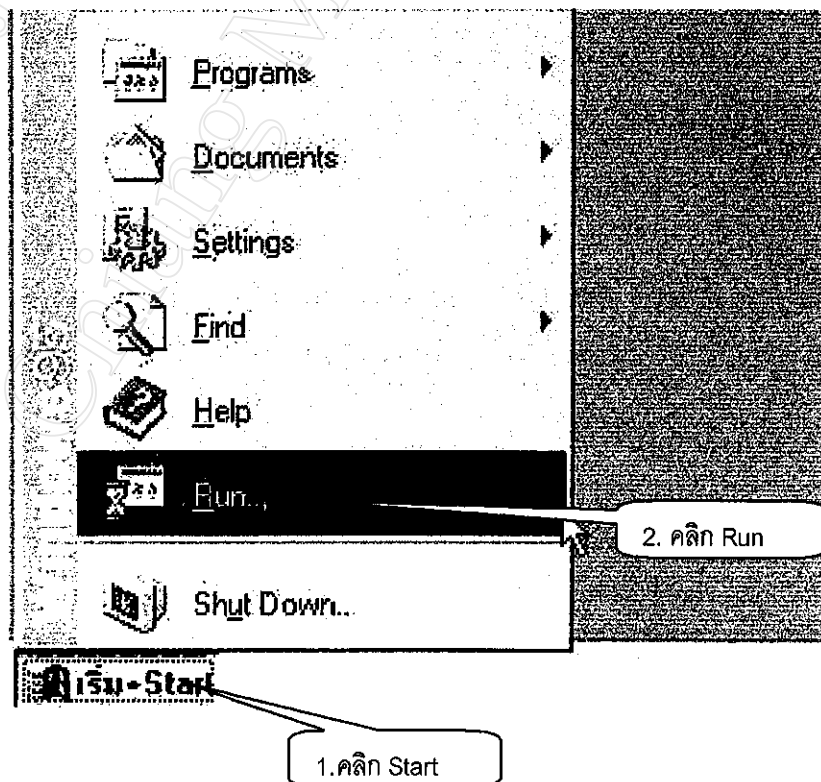 Programs
Documents
Settings
Find
Help
Run...
2. คลิก Run
Shut Down...
เริ่ม - Start
1.คลิก Start